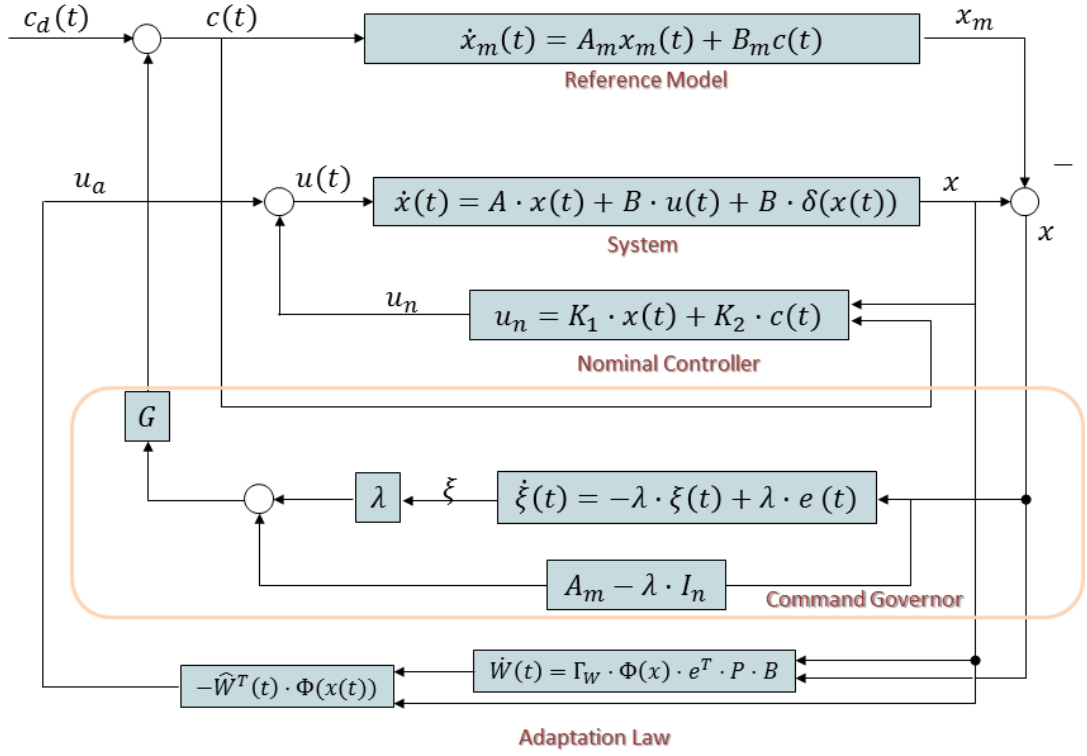 c_d(t)
c(t)
ẋ_m(t) = A_m x_m(t) + B_m c(t)
x_m
Reference Model
−
u_a
u(t)
ẋ(t) = A · x(t) + B · u(t) + B · δ(x(t))
x
System
x
u_n
u_n = K_1 · x(t) + K_2 · c(t)
Nominal Controller
G
λ
ξ
ξ̇(t) = −λ · ξ(t) + λ · e (t)
A_m − λ · I_n
Command Governor
Ẇ(t) = Γ_W · Φ(x) · e^T · P · B
−Ŵ^T(t) · Φ(x(t))
Adaptation Law